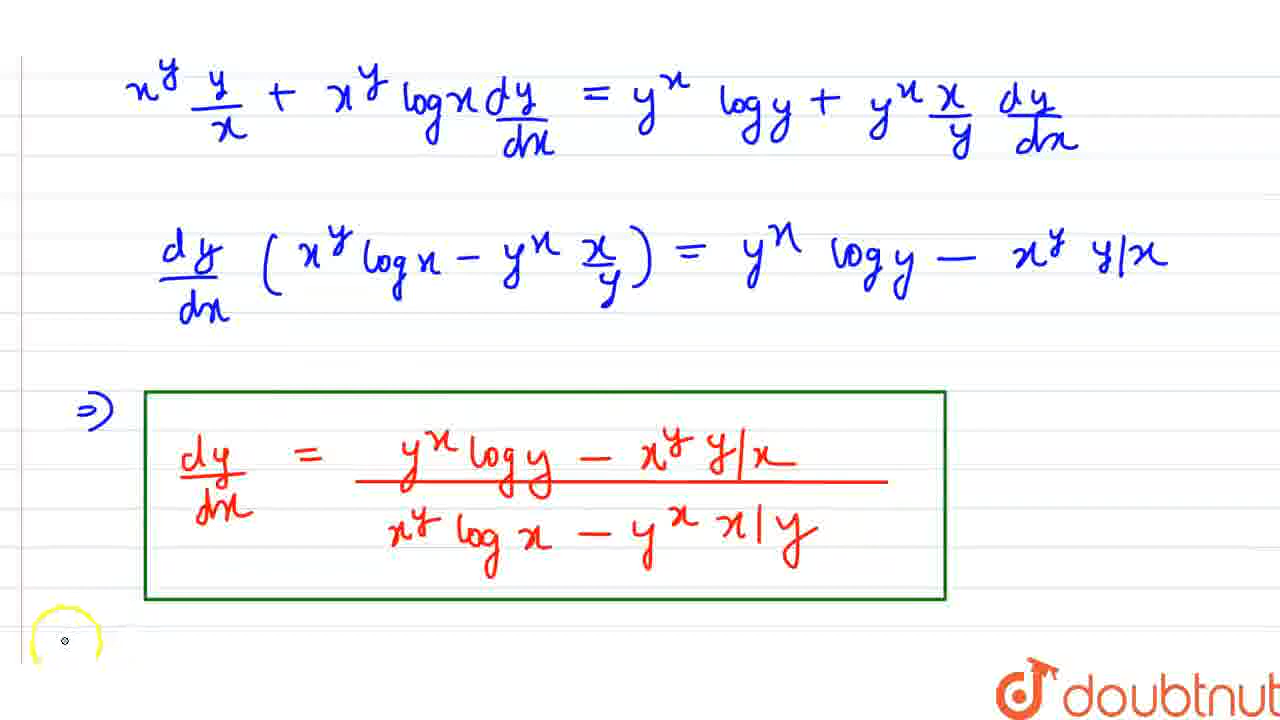 x^y y/x + x^y log x dy/dx = y^x log y + y^x x/y dy/dx
dy/dx (x^y log x - y^x x/y) = y^x log y - x^y y/x
⇒ dy/dx = (y^x log y - x^y y/x) / (x^y log x - y^x x/y)
doubtnut